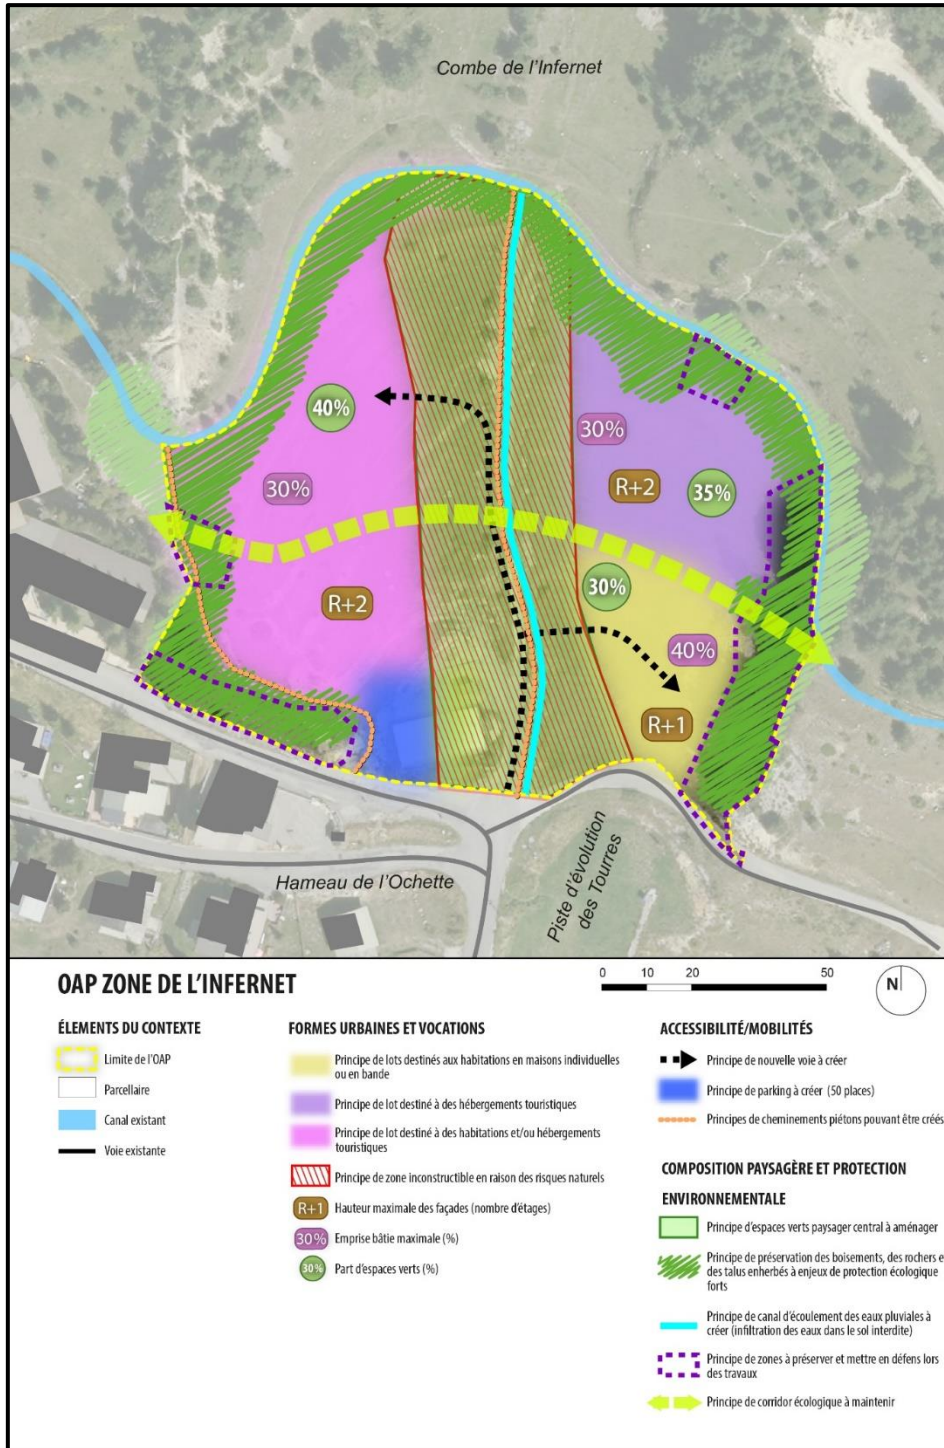 Combe de l'Infernet
40%
30%
R+2
30%
R+2
35%
30%
40%
R+1
Hameau de l'Ochette
Piste d'évolution
des Tourres
OAP ZONE DE L'INFERNET
0 10 20 50
N
ÉLEMENTS DU CONTEXTE
Limite de l'OAP
Parcellaire
Canal existant
Voie existante
FORMES URBAINES ET VOCATIONS
Principe de lots destinés aux habitations en maisons individuelles
ou en bande
Principe de lot destiné à des hébergements touristiques
Principe de lot destiné à des habitations et/ou hébergements
touristiques
Principe de zone inconstructible en raison des risques naturels
R+1 Hauteur maximale des façades (nombre d'étages)
30% Emprise bâtie maximale (%)
30% Part d'espaces verts (%)
ACCESSIBILITÉ/MOBILITÉS
Principe de nouvelle voie à créer
Principe de parking à créer (50 places)
Principes de cheminements piétons pouvant être créés
COMPOSITION PAYSAGÈRE ET PROTECTION
ENVIRONNEMENTALE
Principe d'espaces verts paysager central à aménager
Principe de préservation des boisements, des rochers e
des talus enherbés à enjeux de protection écologique
forts
Principe de canal d'écoulement des eaux pluviales à
créer (infiltration des eaux dans le sol interdite)
Principe de zones à préserver et mettre en défens lors
des travaux
Principe de corridor écologique à maintenir